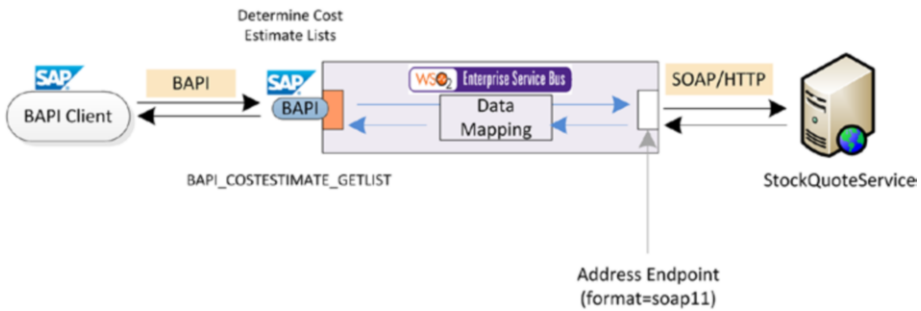 Determine Cost
Estimate Lists
SAP
BAPI
SAP
WSO2 Enterprise Service Bus
SOAP/HTTP
BAPI Client
BAPI
Data
Mapping
BAPI_COSTESTIMATE_GETLIST
StockQuoteService
Address Endpoint
(format=soap11)